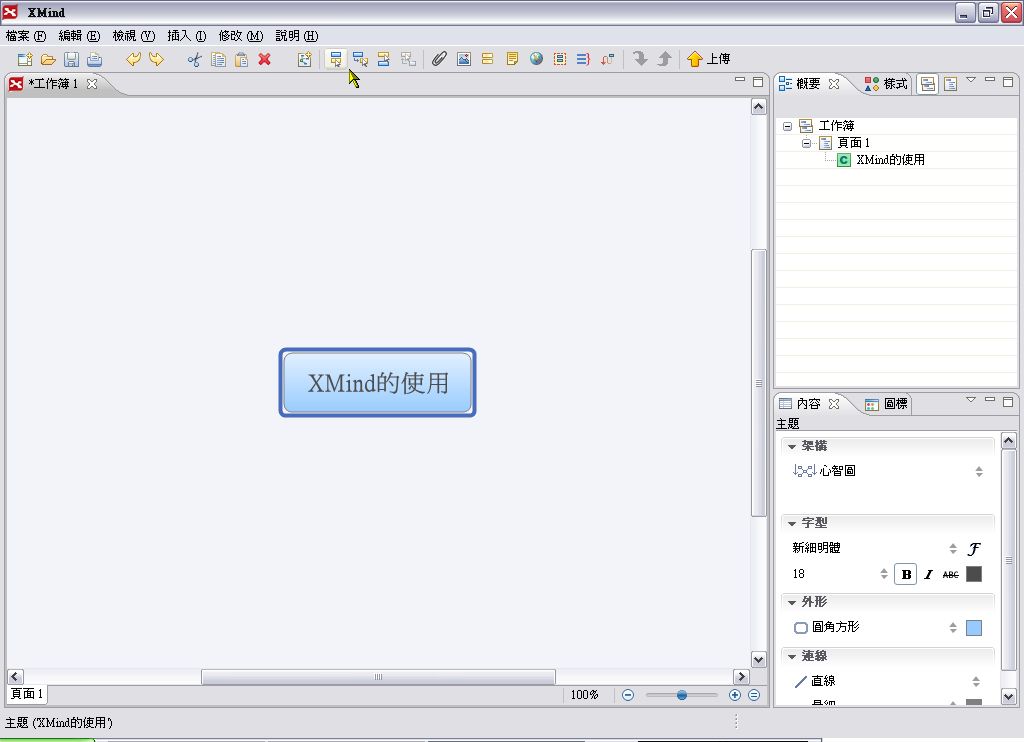 XMind
檔案 (F) 編輯 (E) 檢視 (V) 插入 (I) 修改 (M) 說明 (H)
上傳
*工作簿 1
XMind的使用
頁面 1
100%
主題 ('XMind的使用')
概要
樣式
工作簿
頁面 1
C XMind的使用
內容
圖標
主題
架構
心智圖
字型
新細明體 F
18 B I ABC
外形
圓角方形
連線
直線